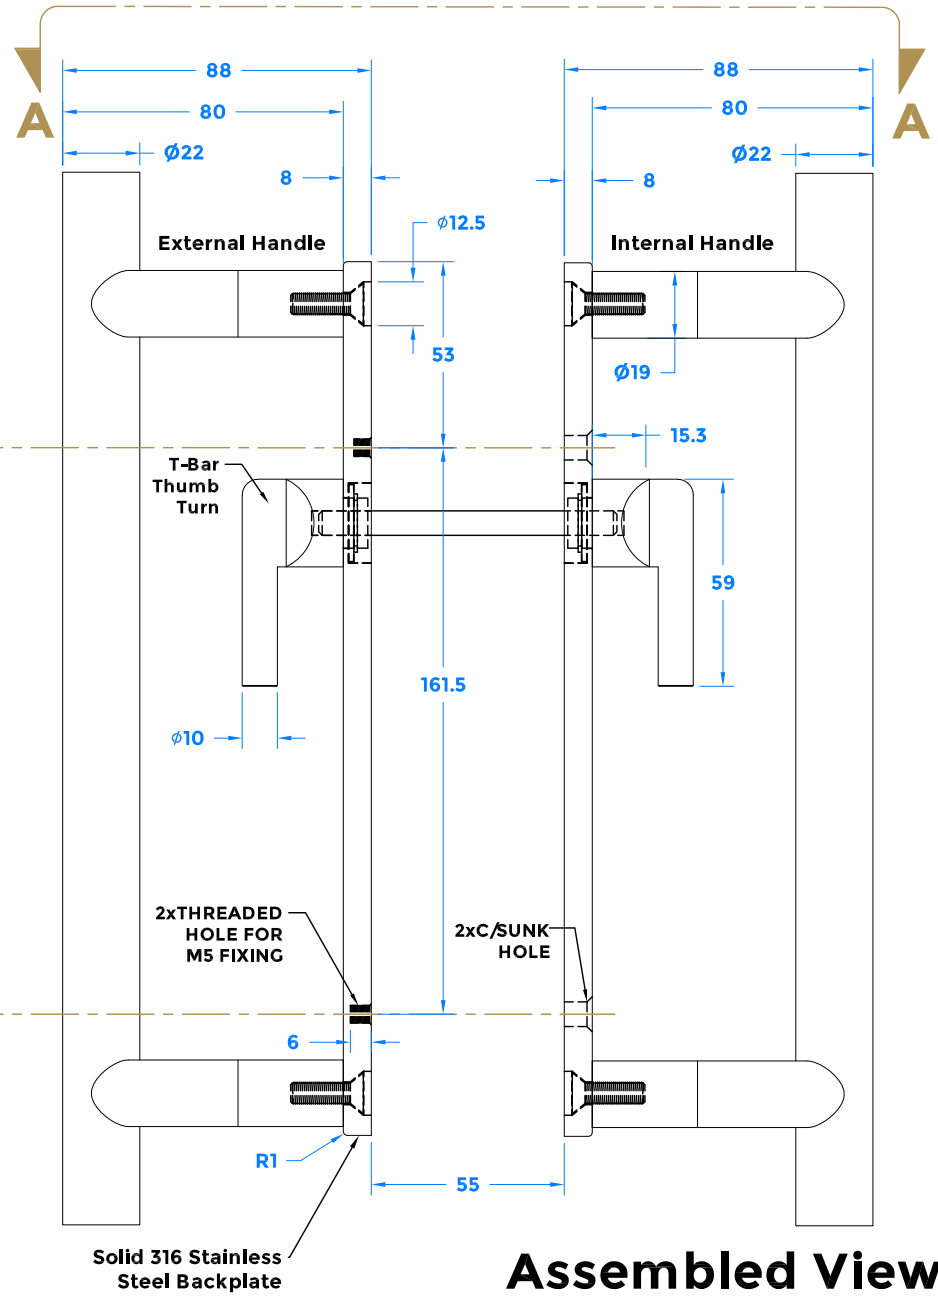 88
88
80
80
A
A
Ø22
Ø22
8
8
Ø12.5
External Handle
Internal Handle
53
Ø19
15.3
T-Bar
Thumb
Turn
59
161.5
Ø10
2xTHREADED
HOLE FOR
M5 FIXING
2xC/SUNK
HOLE
6
R1
55
Solid 316 Stainless
Steel Backplate
Assembled View